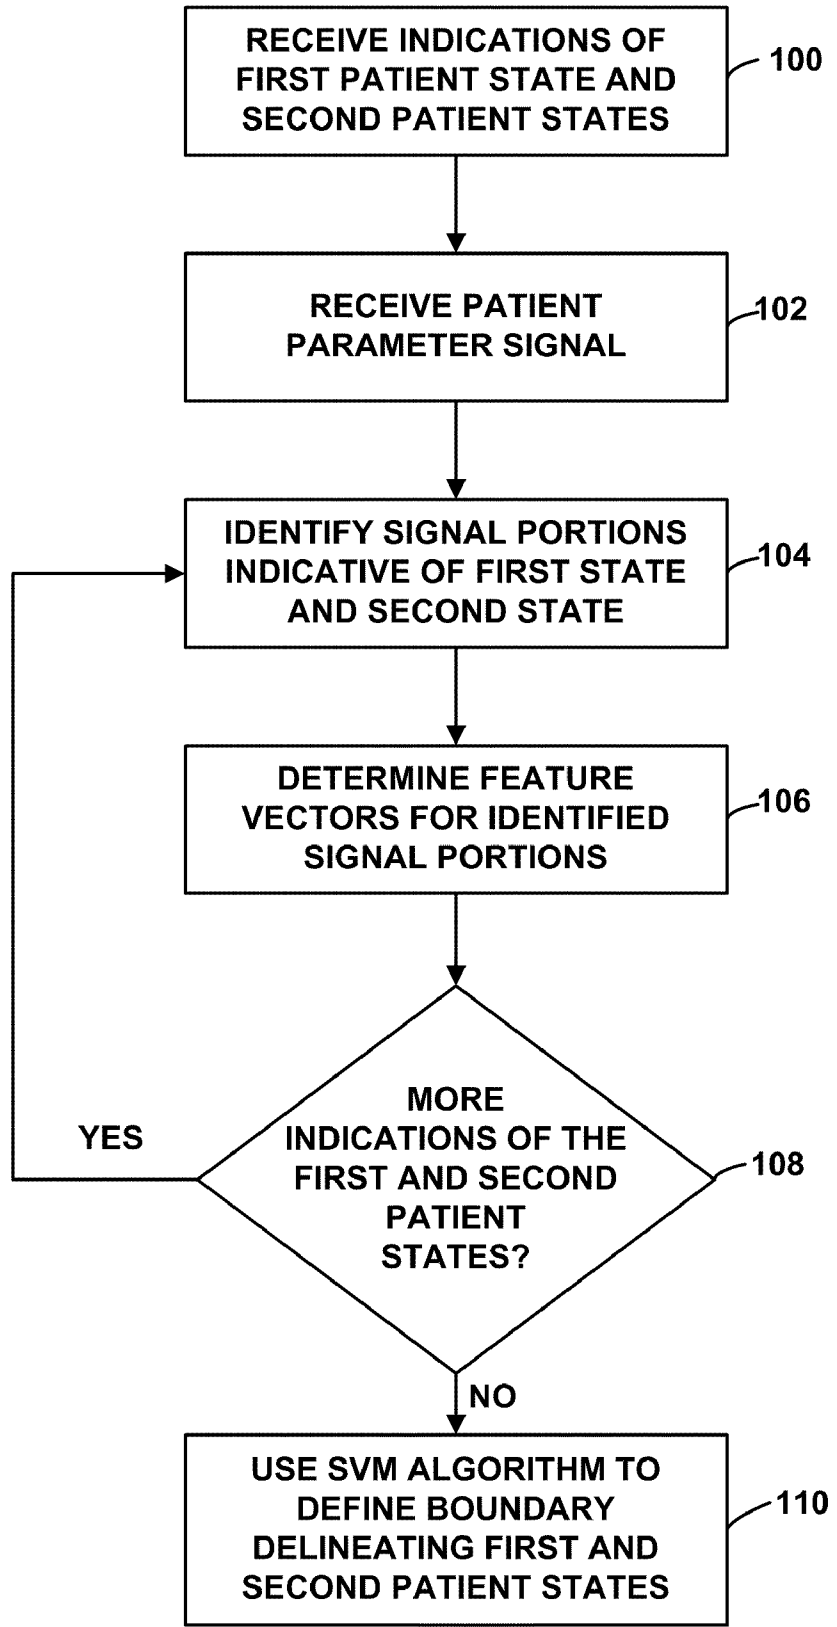 RECEIVE INDICATIONS OF
FIRST PATIENT STATE AND
SECOND PATIENT STATES
100
RECEIVE PATIENT
PARAMETER SIGNAL
102
IDENTIFY SIGNAL PORTIONS
INDICATIVE OF FIRST STATE
AND SECOND STATE
104
DETERMINE FEATURE
VECTORS FOR IDENTIFIED
SIGNAL PORTIONS
106
MORE
INDICATIONS OF THE
FIRST AND SECOND
PATIENT
STATES?
108
YES
NO
USE SVM ALGORITHM TO
DEFINE BOUNDARY
DELINEATING FIRST AND
SECOND PATIENT STATES
110